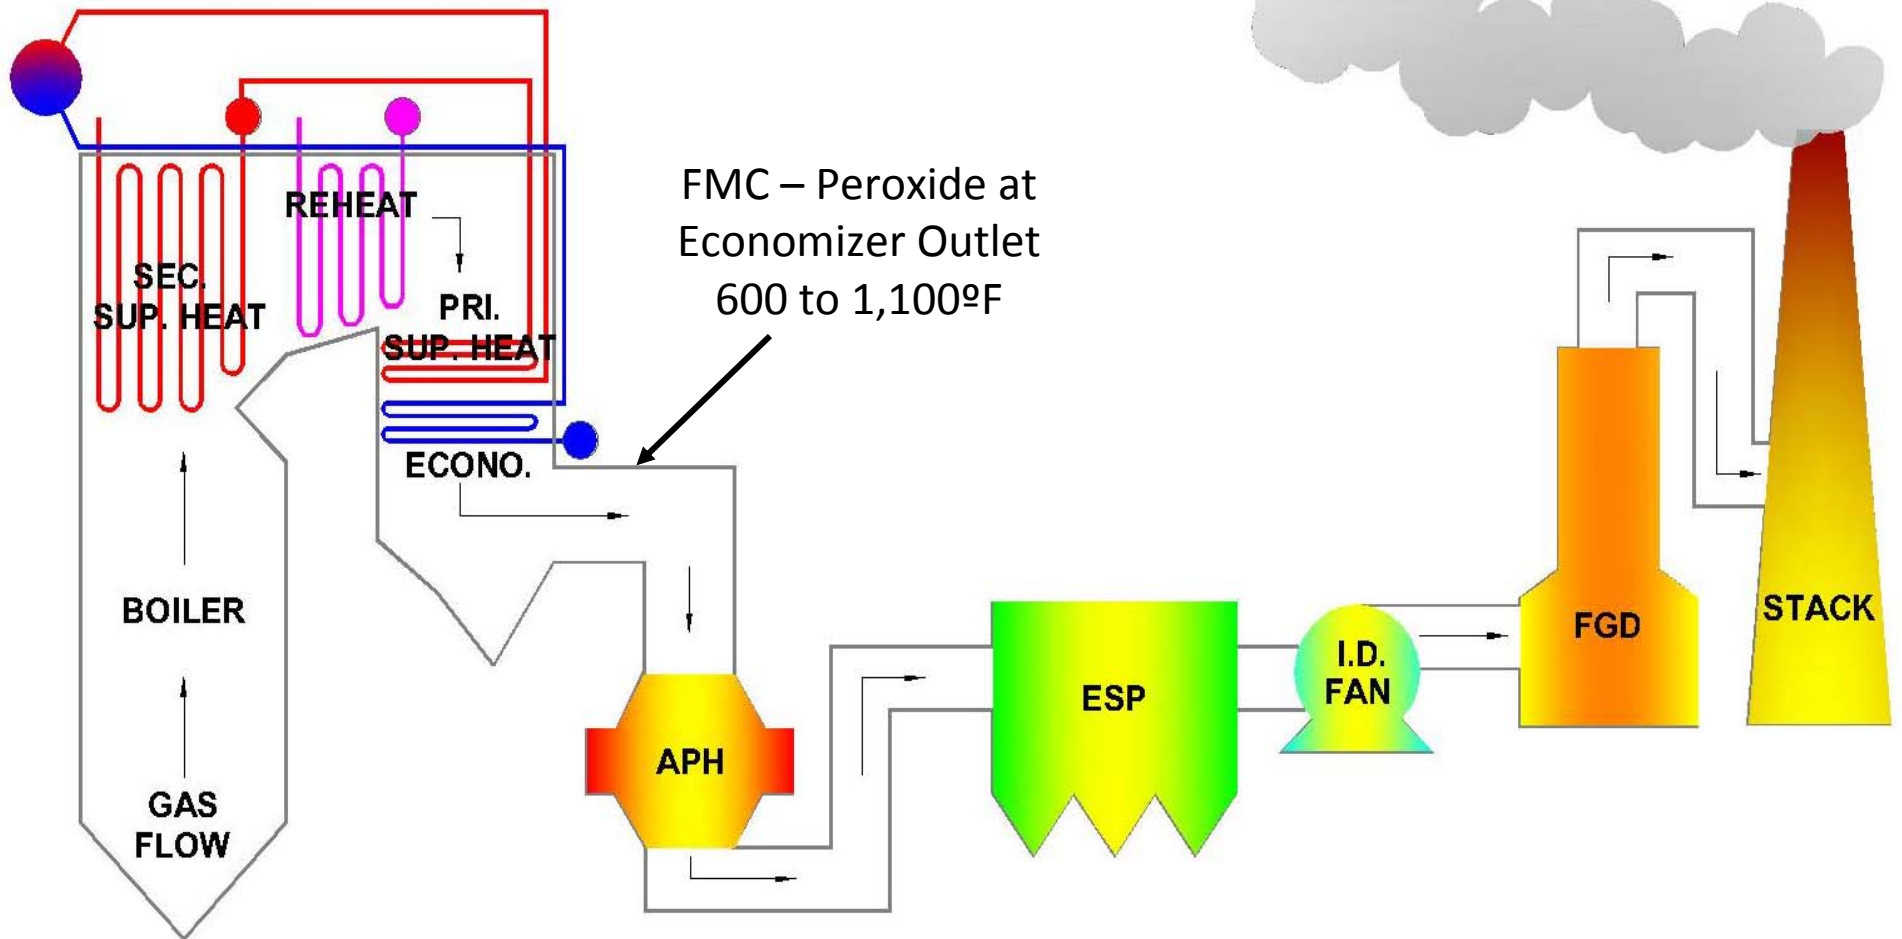 FMC – Peroxide at
Economizer Outlet
600 to 1,100ºF
REHEAT
SEC.
SUP. HEAT
PRI.
SUP. HEAT
ECONO.
BOILER
GAS
FLOW
APH
ESP
I.D.
FAN
FGD
STACK